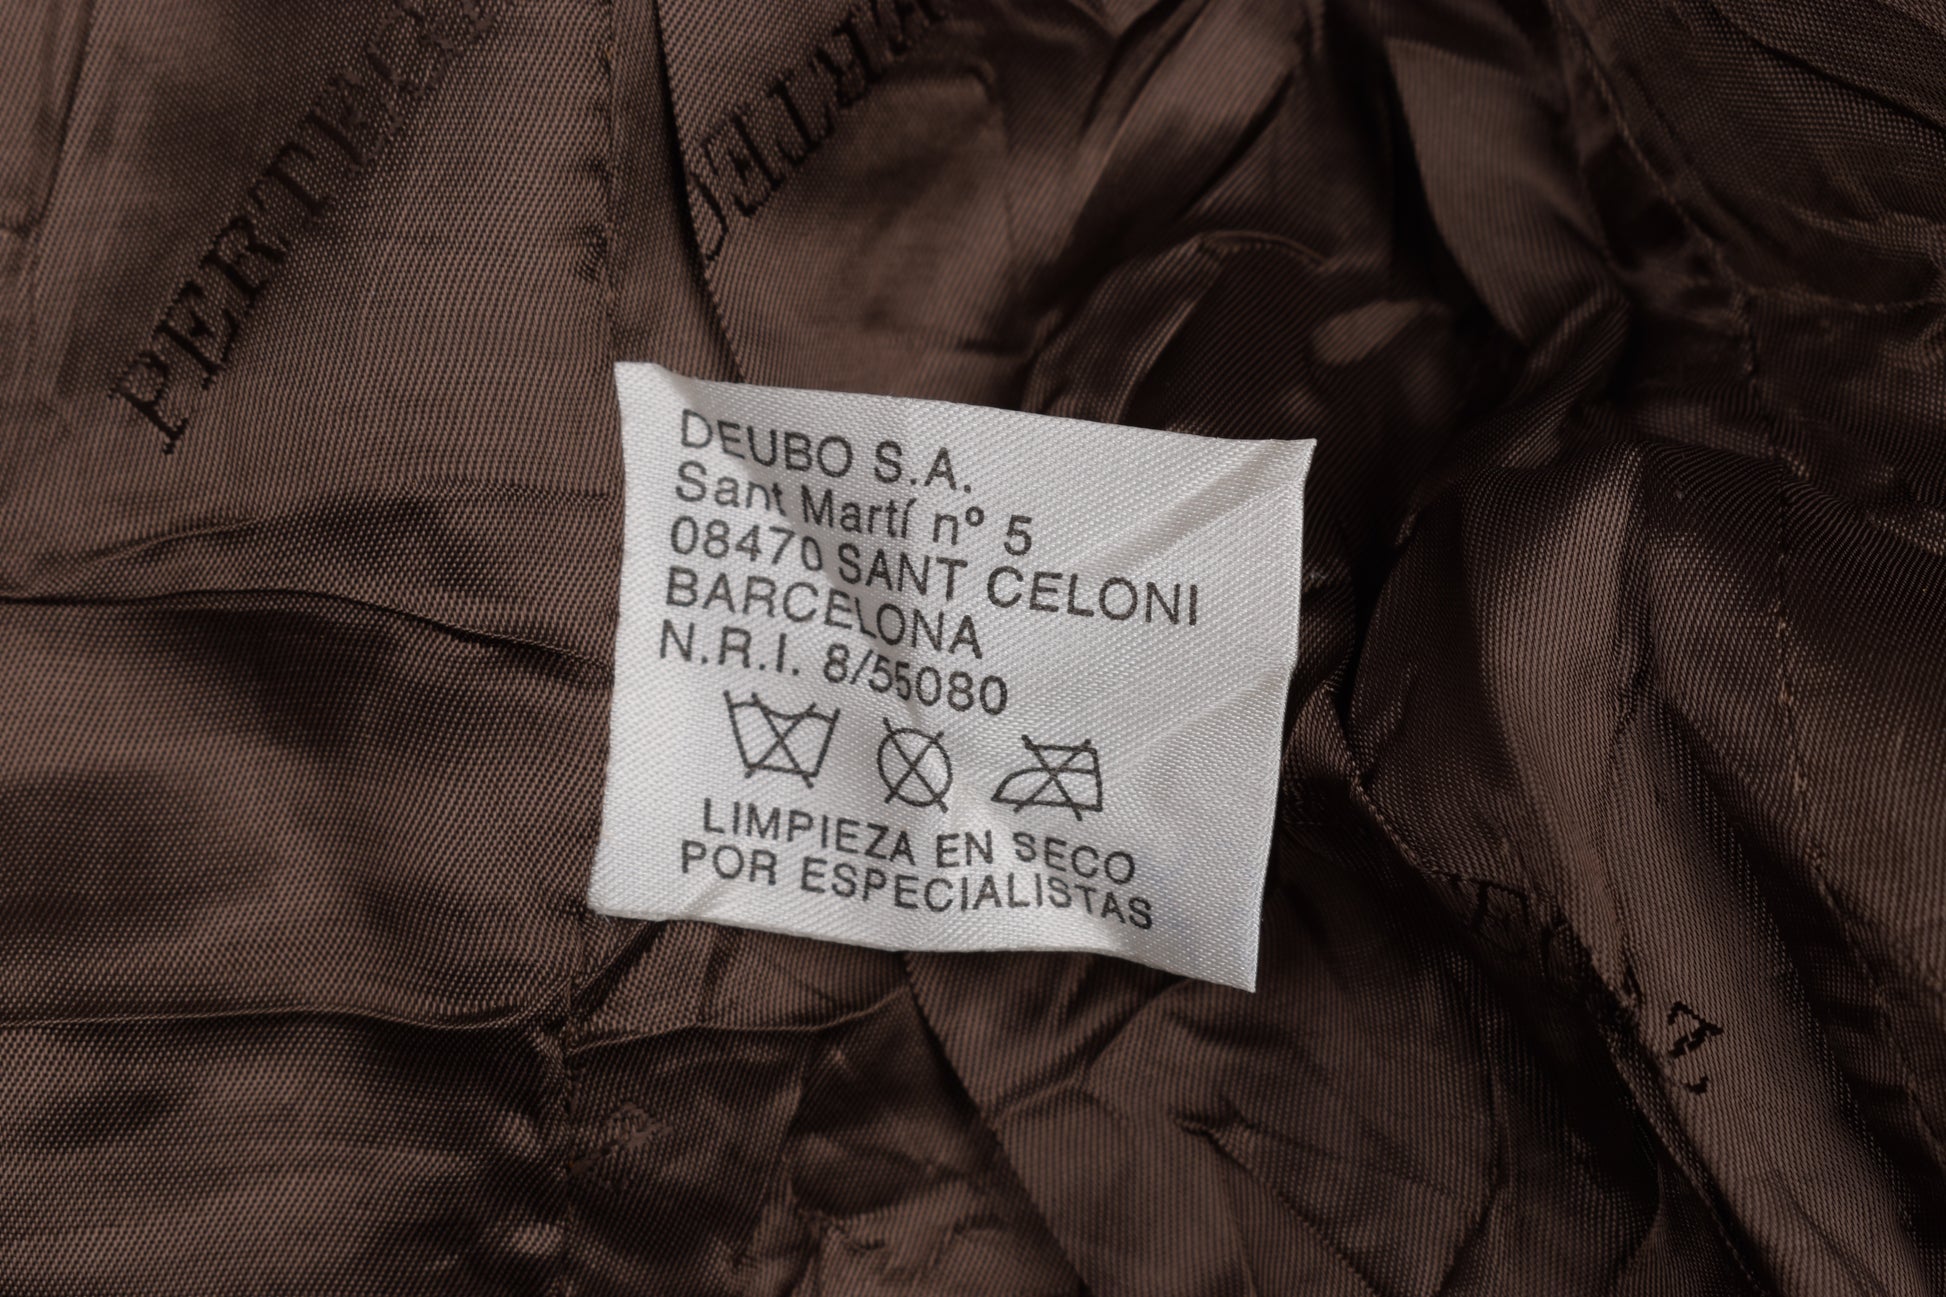 DEUBO S.A.
Sant Martí nº 5
08470 SANT CELONI
BARCELONA
N.R.I. 8/55080
LIMPIEZA EN SECO
POR ESPECIALISTAS